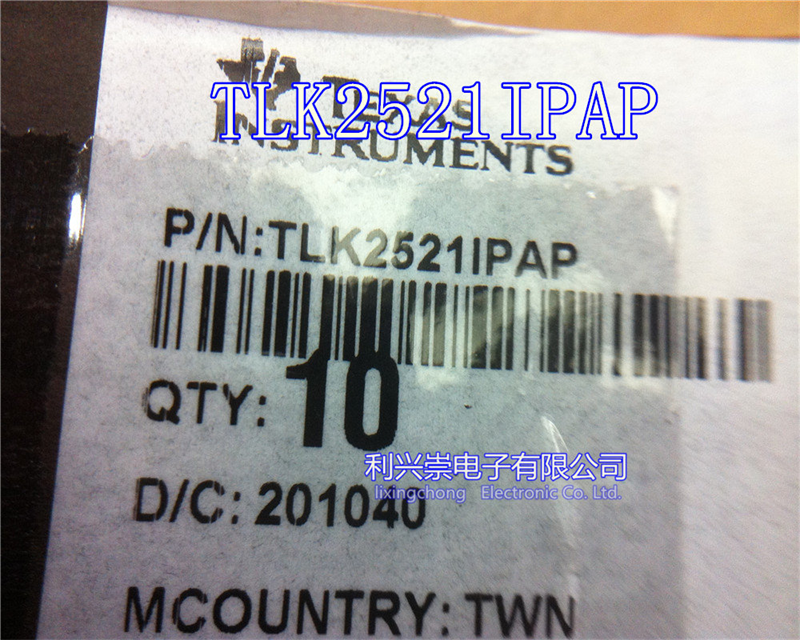 TLK2521IPAP
TEXAS
INSTRUMENTS
P/N:TLK2521IPAP
QTY: 10
利兴崇电子有限公司
lixingchong Electronic Co. Ltd.
D/C: 201040
MCOUNTRY: TWN